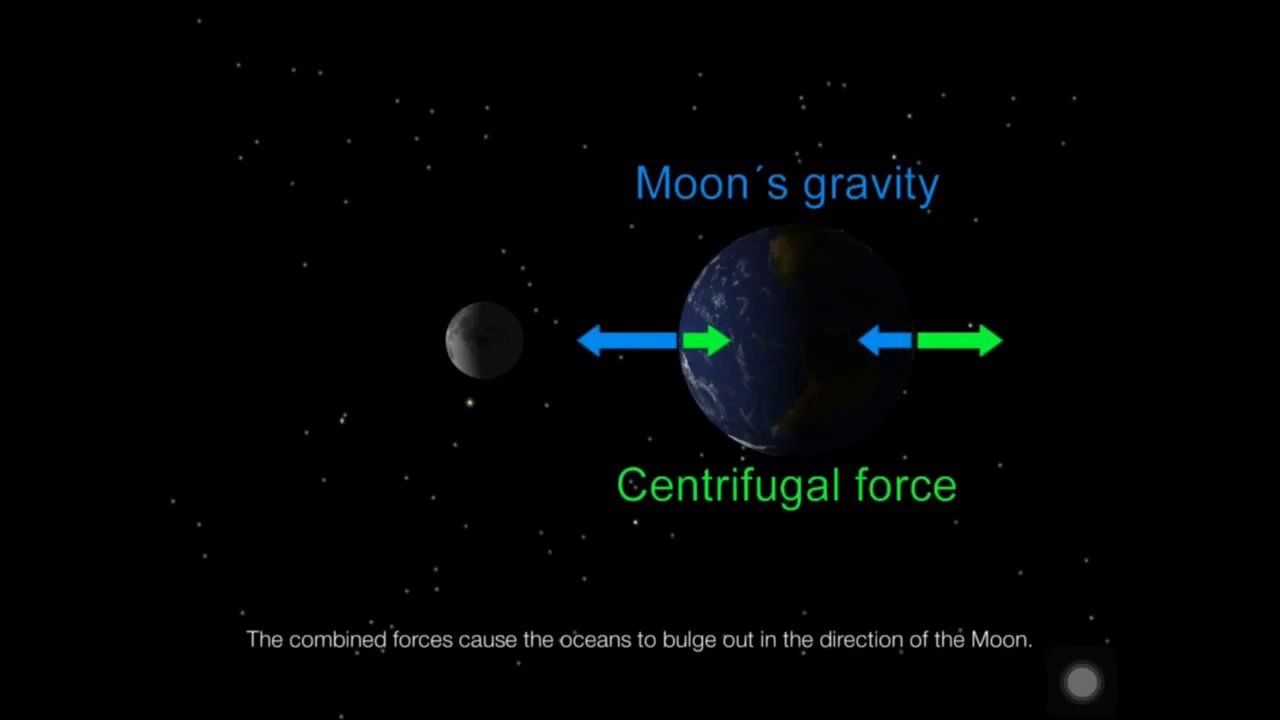 Moon´s gravity
Centrifugal force
The combined forces cause the oceans to bulge out in the direction of the Moon.